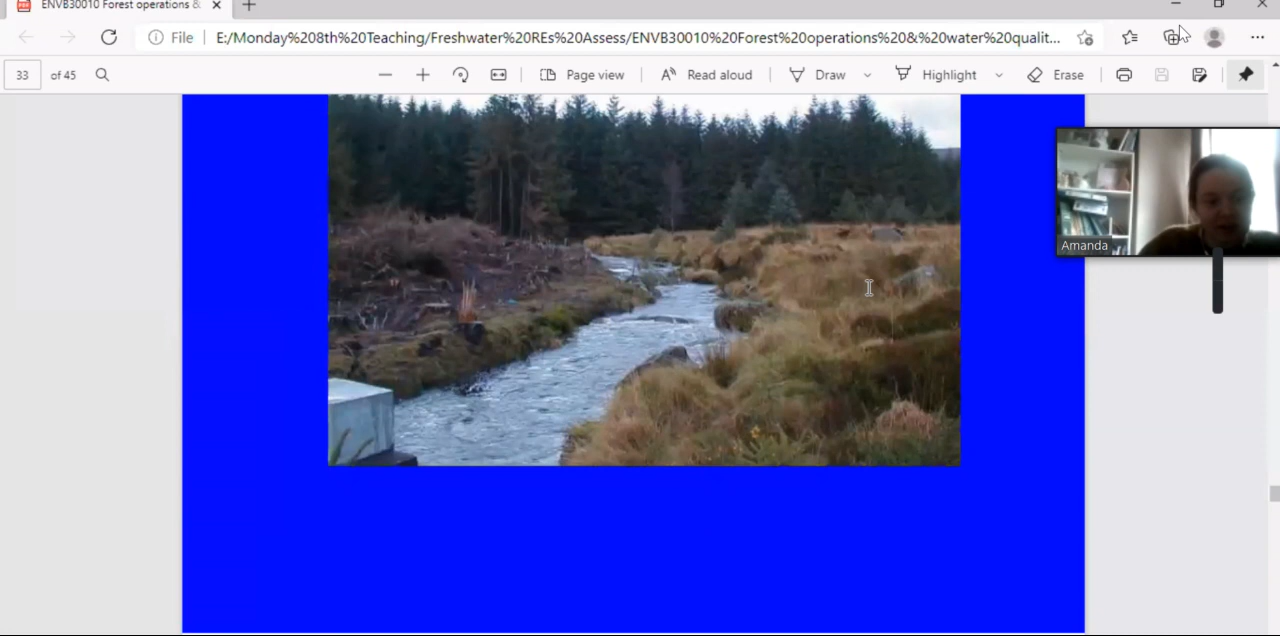 ENVB30010 Forest operations &
File
E:/Monday%208th%20Teaching/Freshwater%20REs%20Assess/ENVB30010%20Forest%20operations%20&%20water%20qualit...
33 of 45
Page view
Read aloud
Draw
Highlight
Erase
Amanda